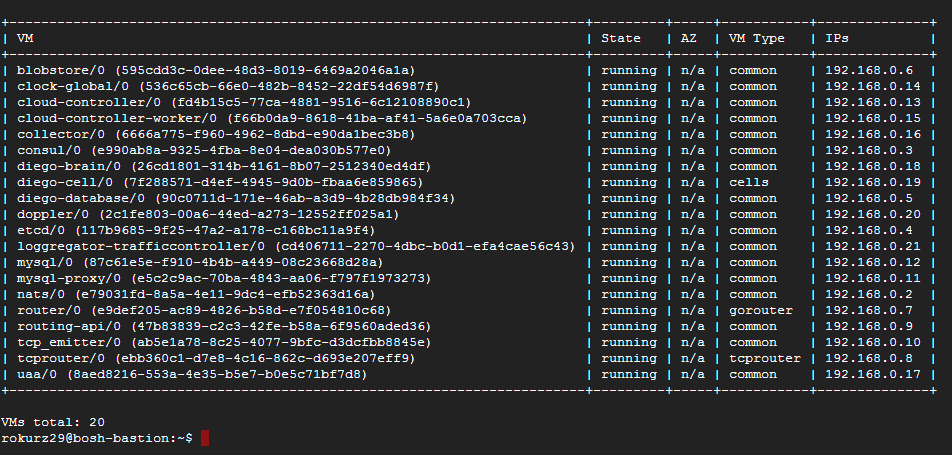 +------------------------------------------------------------------------+---------+-----+-----------+--------------+
| VM                                                                     | State   | AZ  | VM Type   | IPs          |
+------------------------------------------------------------------------+---------+-----+-----------+--------------+
| blobstore/0 (595cdd3c-0dee-48d3-8019-6469a2046a1a)                     | running | n/a | common    | 192.168.0.6  |
| clock-global/0 (536c65cb-66e0-482b-8452-22df54d6987f)                  | running | n/a | common    | 192.168.0.14 |
| cloud-controller/0 (fd4b15c5-77ca-4881-9516-6c12108890c1)              | running | n/a | common    | 192.168.0.13 |
| cloud-controller-worker/0 (f66b0da9-8618-41ba-af41-5a6e0a703cca)       | running | n/a | common    | 192.168.0.15 |
| collector/0 (6666a775-f960-4962-8dbd-e90da1bec3b8)                     | running | n/a | common    | 192.168.0.16 |
| consul/0 (e990ab8a-9325-4fba-8e04-dea030b577e0)                        | running | n/a | common    | 192.168.0.3  |
| diego-brain/0 (26cd1801-314b-4161-8b07-2512340ed4df)                   | running | n/a | common    | 192.168.0.18 |
| diego-cell/0 (7f288571-d4ef-4945-9d0b-fbaa6e859865)                    | running | n/a | cells     | 192.168.0.19 |
| diego-database/0 (90c0711d-171e-46ab-a3d9-4b28db984f34)                | running | n/a | common    | 192.168.0.5  |
| doppler/0 (2c1fe803-00a6-44ed-a273-12552ff025a1)                       | running | n/a | common    | 192.168.0.20 |
| etcd/0 (117b9685-9f25-47a2-a178-c168bc11a9f4)                          | running | n/a | common    | 192.168.0.4  |
| loggregator-trafficcontroller/0 (cd406711-2270-4dbc-b0d1-efa4cae56c43) | running | n/a | common    | 192.168.0.21 |
| mysql/0 (87c61e5e-f910-4b4b-a449-08c23668d28a)                         | running | n/a | common    | 192.168.0.12 |
| mysql-proxy/0 (e5c2c9ac-70ba-4843-aa06-f797f1973273)                   | running | n/a | common    | 192.168.0.11 |
| nats/0 (e79031fd-8a5a-4e11-9dc4-efb52363d16a)                          | running | n/a | common    | 192.168.0.2  |
| router/0 (e9def205-ac89-4826-b58d-e7f054810c68)                        | running | n/a | gorouter  | 192.168.0.7  |
| routing-api/0 (47b83839-c2c3-42fe-b58a-6f9560aded36)                   | running | n/a | common    | 192.168.0.9  |
| tcp_emitter/0 (ab5e1a78-8c25-4077-9bfc-d3dcfbb8845e)                   | running | n/a | common    | 192.168.0.10 |
| tcprouter/0 (ebb360c1-d7e8-4c16-862c-d693e207eff9)                     | running | n/a | tcprouter | 192.168.0.8  |
| uaa/0 (8aed8216-553a-4e35-b5e7-b0e5c71bf7d8)                           | running | n/a | common    | 192.168.0.17 |
+------------------------------------------------------------------------+---------+-----+-----------+--------------+
VMs total: 20
rokurz29@bosh-bastion:~$